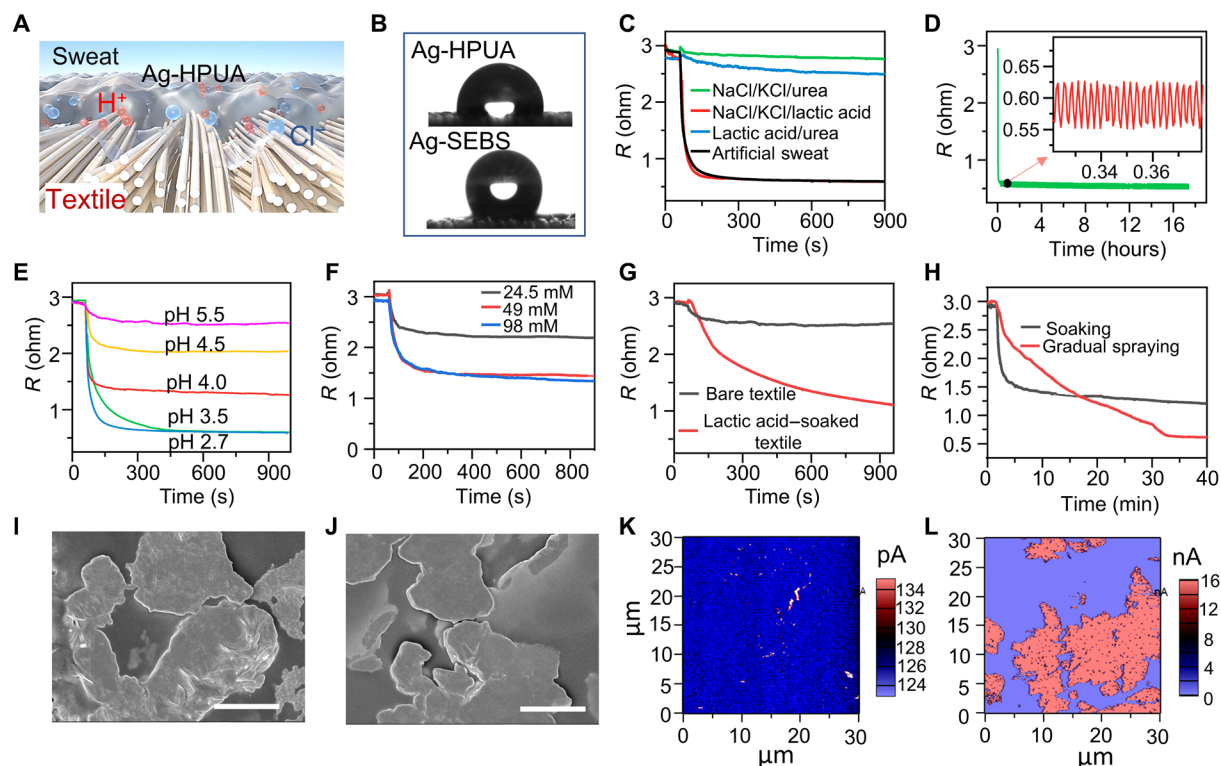 A
Sweat
Ag-HPUA
H+
Cl-
Textile
B
Ag-HPUA
Ag-SEBS
C
R (ohm)
3
2
1
NaCl/KCl/urea
NaCl/KCl/lactic acid
Lactic acid/urea
Artificial sweat
0 300 600 900
Time (s)
D
R (ohm)
3
2
1
0.65
0.60
0.55
0.34 0.36
0 4 8 12 16
Time (hours)
E
R (ohm)
3
2
1
pH 5.5
pH 4.5
pH 4.0
pH 3.5
pH 2.7
0 300 600 900
Time (s)
F
R (ohm)
3
2
1
0
24.5 mM
49 mM
98 mM
0 200 400 600 800
Time (s)
G
R (ohm)
3
2
1
Bare textile
Lactic acid–soaked
textile
0 300 600 900
Time (s)
H
R (ohm)
3.0
2.5
2.0
1.5
1.0
0.5
Soaking
Gradual spraying
0 10 20 30 40
Time (min)
I
J
K
μm
30
25
20
15
10
5
0
0 10 20 30
μm
pA
134
132
130
128
126
124
L
30
25
20
15
10
5
0
0 10 20 30
μm
nA
16
12
8
4
0